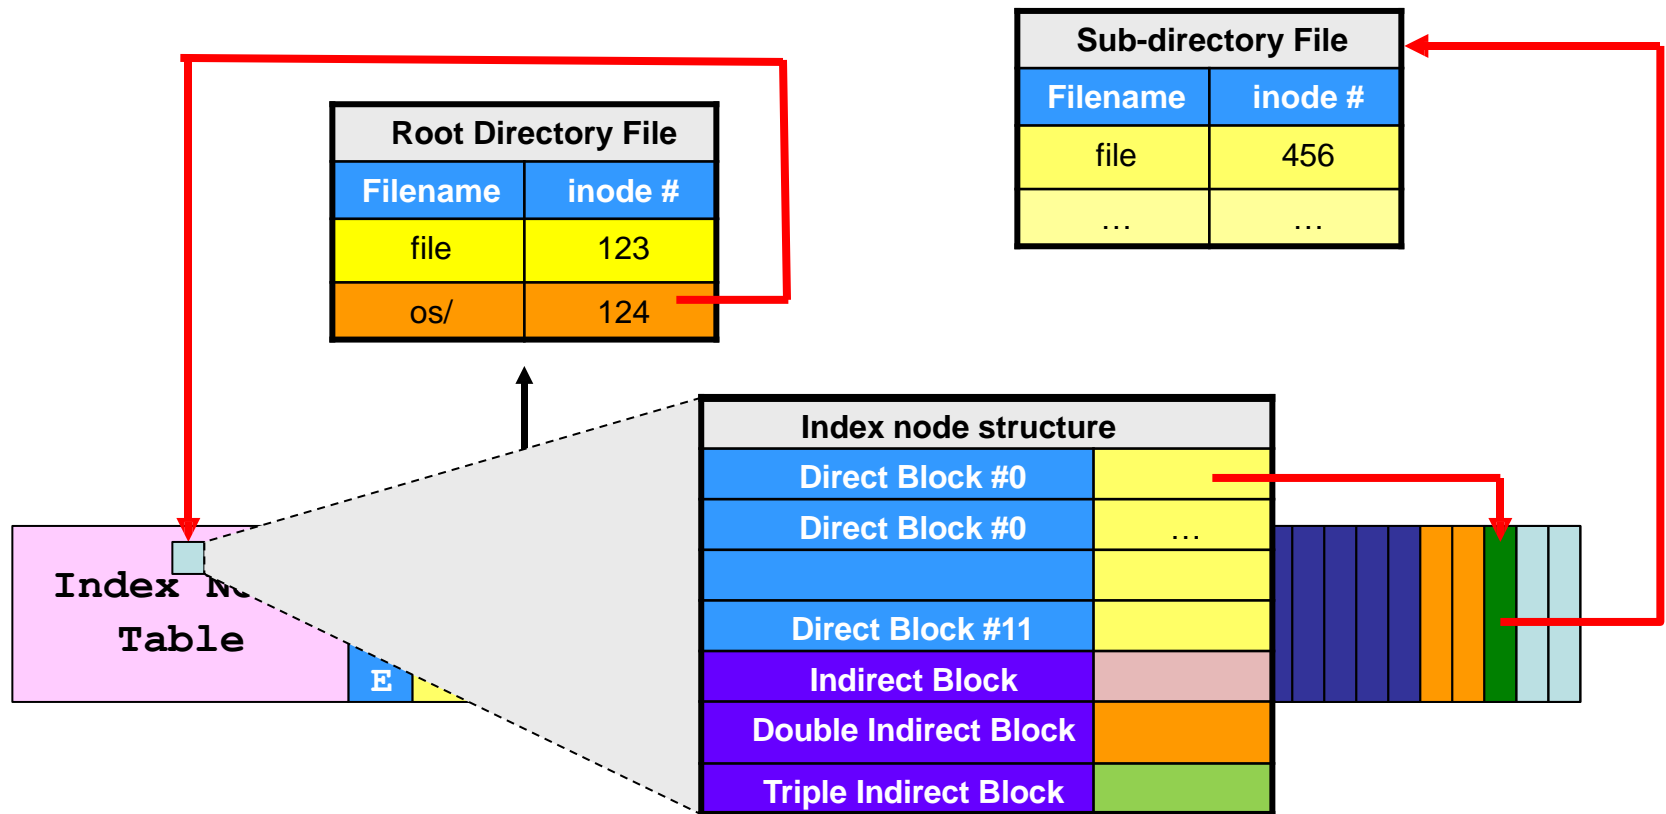 Root Directory File
Filename inode #
file 123
os/ 124
Sub-directory File
Filename inode #
file 456
… …
Index node structure
Direct Block #0
Direct Block #0 …
Direct Block #11
Indirect Block
Double Indirect Block
Triple Indirect Block
Index
Table
E